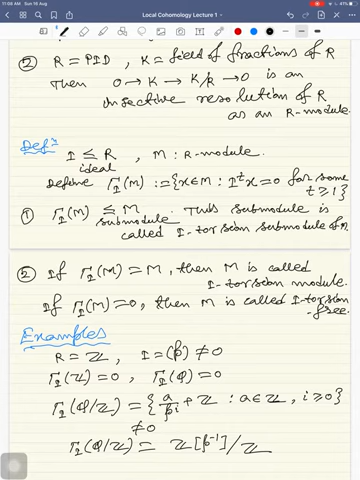 11:08 AM Sun 16 Aug
Local Cohomology Lecture 1
② R = PID , K = field of fractions of R
Then 0 → K → K/R → 0 is an
injective resolution of R
as an R-module.
Defⁿ: I ≤ R , M : R-module.
ideal
Define Γ_I(M) := {x ∈ M : I^t x = 0 for some
t ≥ 1}
① Γ_I(M) ≤ M . This submodule is
submodule
called I-torsion submodule of M
② If Γ_I(M) = M, then M is called
I-torsion module.
If Γ_I(M) = 0, then M is called I-torsion
-free.
Examples
R = ℤ , I = (p) ≠ 0
Γ_I(ℤ) = 0 , Γ_I(ℚ) = 0
Γ_I(ℚ/ℤ) = {a/p^i + ℤ : a ∈ ℤ, i ≥ 0}
≠ 0
Γ_I(ℚ/ℤ) = ℤ[p^-1]/ℤ